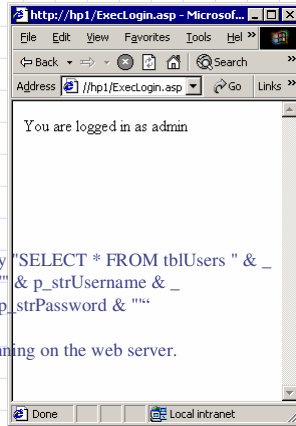 http://hp1/ExecLogin.asp - Microsof...
File Edit View Favorites Tools Hel »
Back Search »
Address //hp1/ExecLogin.asp Go Links »
You are logged in as admin
y "SELECT * FROM tblUsers " & _
'" & p_strUsername & _
p_strPassword & "'“
ning on the web server.
Done Local intranet